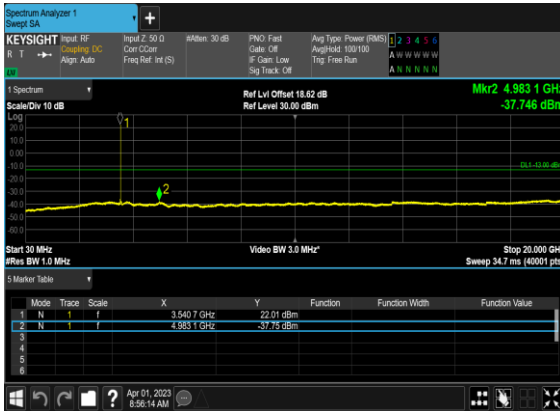 Spectrum Analyzer 1
Swept SA
+
KEYSIGHT
R T
Input: RF
Coupling: DC
Align: Auto
Input Z: 50 Ω
Corr CCorr
Freq Ref: Int (S)
#Atten: 30 dB
PNO: Fast
Gate: Off
IF Gain: Low
Sig Track: Off
Avg Type: Power (RMS)
Avg|Hold: 100/100
Trig: Free Run
1 2 3 4 5 6
A W W W W W
A N N N N N
1 Spectrum
Scale/Div 10 dB
Ref Lvl Offset 18.62 dB
Ref Level 30.00 dBm
Mkr2 4.983 1 GHz
-37.746 dBm
Log
20.0
10.0
0.00
-10.0
-20.0
-30.0
-40.0
-50.0
-60.0
1
2
DL1 -13.00 dBm
Start 30 MHz
#Res BW 1.0 MHz
Video BW 3.0 MHz*
Stop 20.000 GHz
Sweep 34.7 ms (40001 pts)
5 Marker Table
Mode Trace Scale X Y Function Function Width Function Value
1 N 1 f 3.540 7 GHz 22.01 dBm
2 N 1 f 4.983 1 GHz -37.75 dBm
3
4
5
6
?
Apr 01, 2023
8:56:14 AM